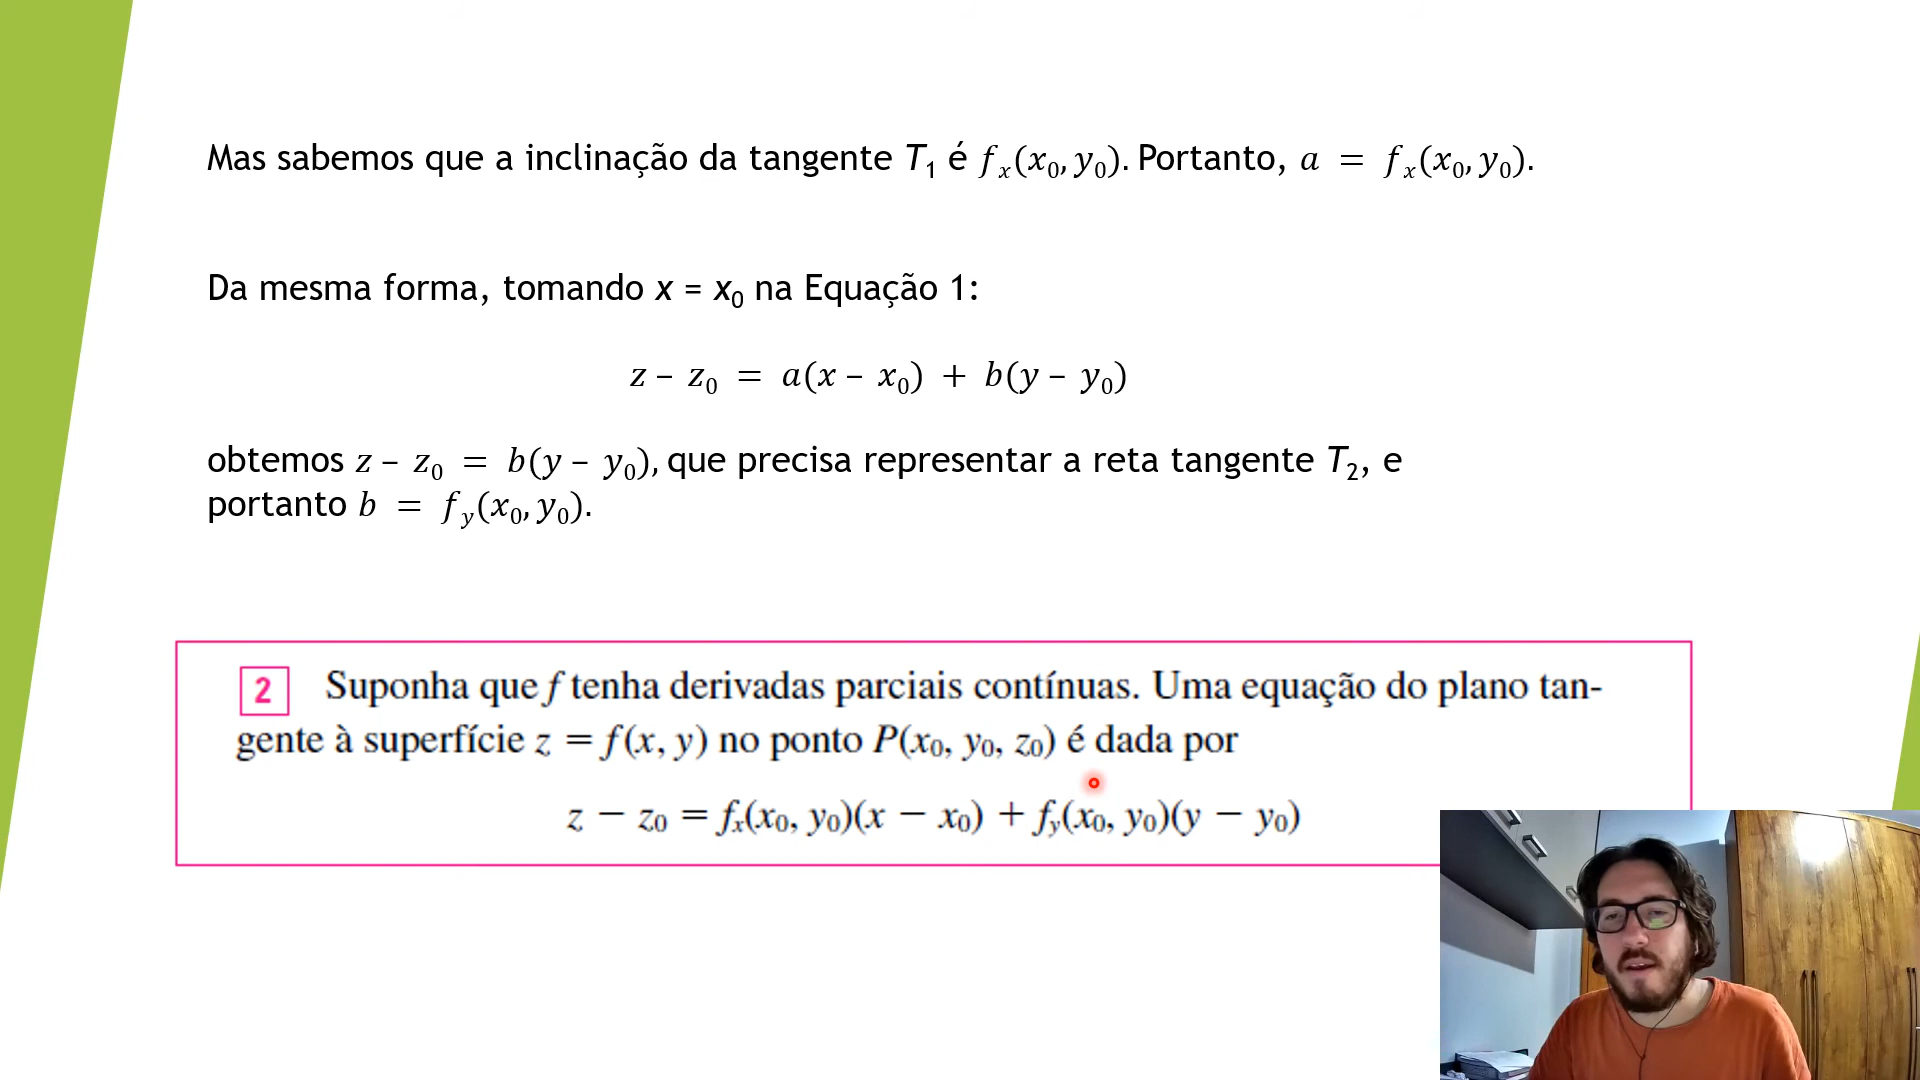 Mas sabemos que a inclinação da tangente T₁ é fₓ(x₀, y₀). Portanto, a = fₓ(x₀, y₀).
Da mesma forma, tomando x = x₀ na Equação 1:
z – z₀ = a(x – x₀) + b(y – y₀)
obtemos z – z₀ = b(y – y₀), que precisa representar a reta tangente T₂, e
portanto b = f_y(x₀, y₀).
2 Suponha que f tenha derivadas parciais contínuas. Uma equação do plano tan-
gente à superfície z = f(x, y) no ponto P(x₀, y₀, z₀) é dada por
z − z₀ = fₓ(x₀, y₀)(x − x₀) + f_y(x₀, y₀)(y − y₀)